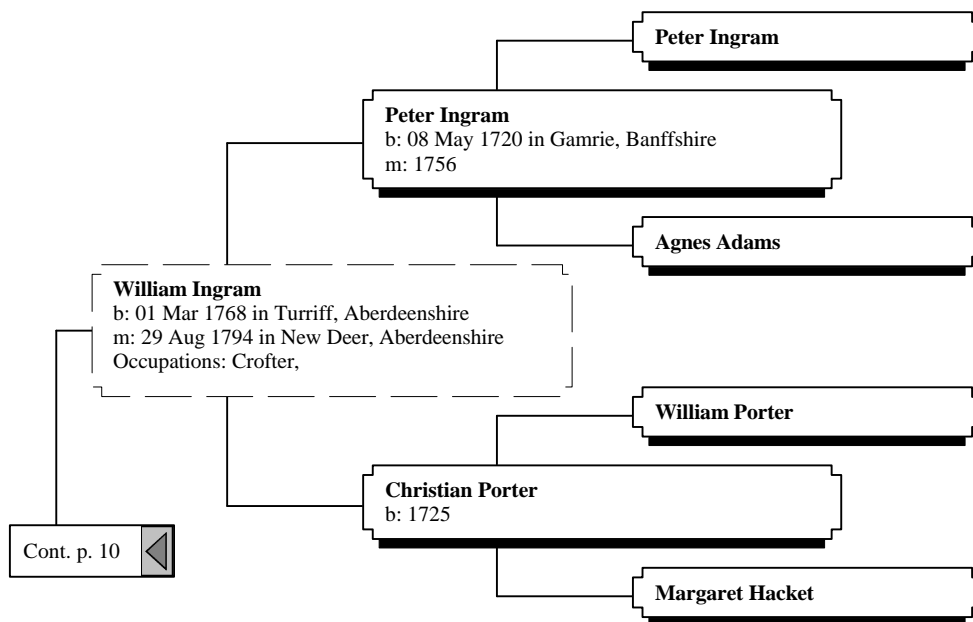 Peter Ingram
Peter Ingram
b: 08 May 1720 in Gamrie, Banffshire
m: 1756
Agnes Adams
William Ingram
b: 01 Mar 1768 in Turriff, Aberdeenshire
m: 29 Aug 1794 in New Deer, Aberdeenshire
Occupations: Crofter,
William Porter
Christian Porter
b: 1725
Cont. p. 10
Margaret Hacket